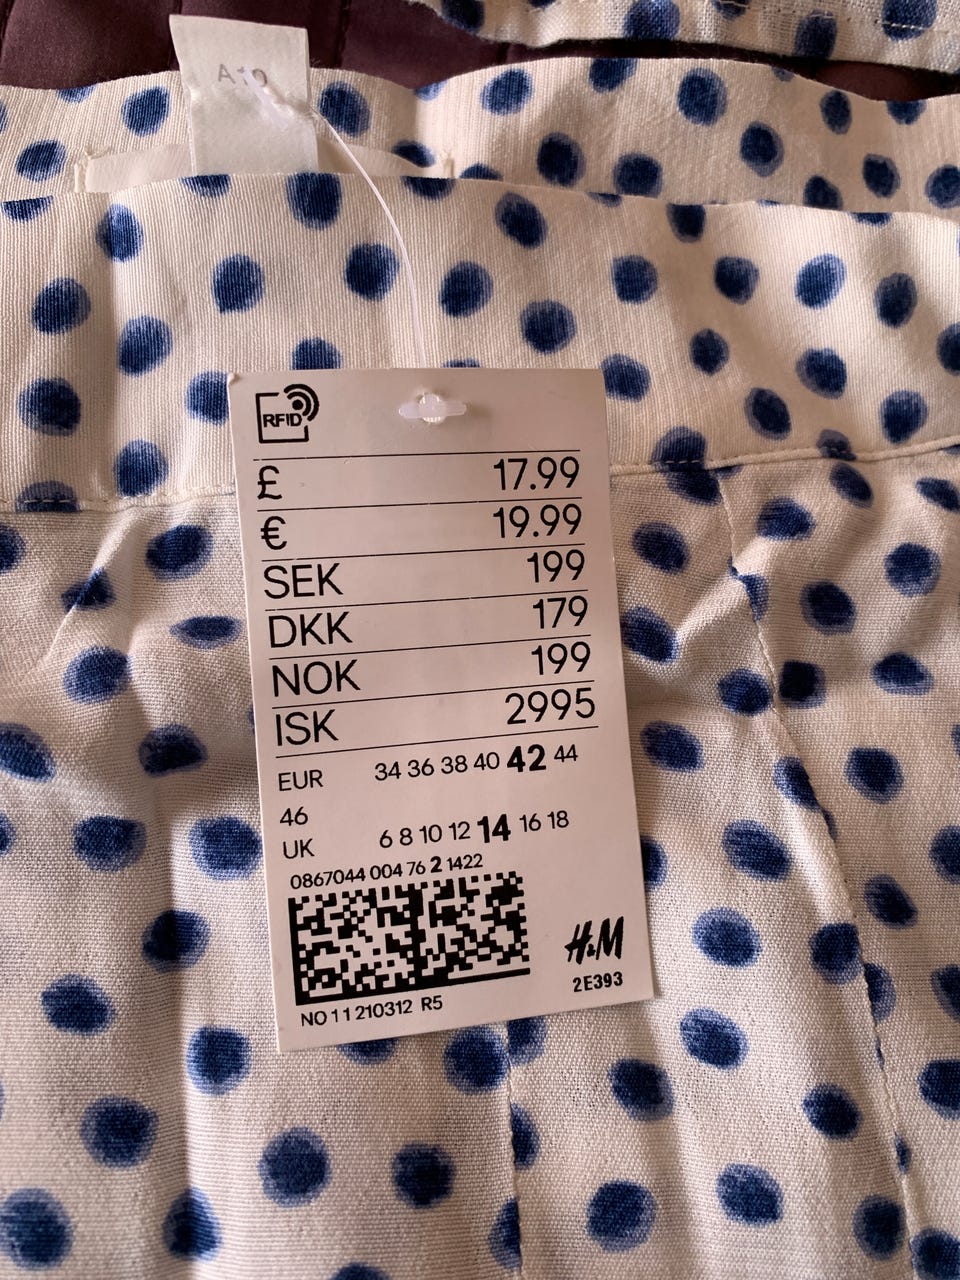 A10
RFID
£ 17.99
€ 19.99
SEK 199
DKK 179
NOK 199
ISK 2995
EUR 34 36 38 40 42 44
46
UK 6 8 10 12 14 16 18
0867044 004 76 2 1422
H&M
2E393
NO 11 210312 R5